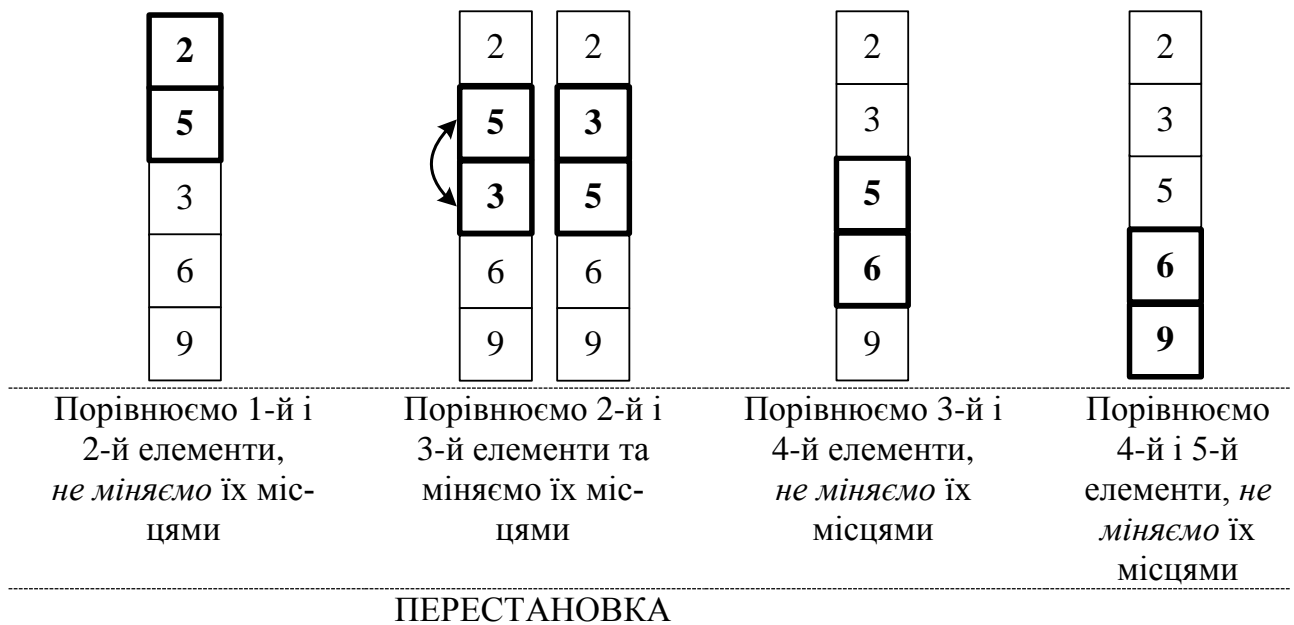 2
5
3
6
9
2
5
3
6
9
2
3
5
6
9
2
3
5
6
9
2
3
5
6
9
Порівнюємо 1-й і
2-й елементи,
не міняємо їх міс-
цями
Порівнюємо 2-й і
3-й елементи та
міняємо їх міс-
цями
Порівнюємо 3-й і
4-й елементи,
не міняємо їх
місцями
Порівнюємо
4-й і 5-й
елементи, не
міняємо їх
місцями
ПЕРЕСТАНОВКА